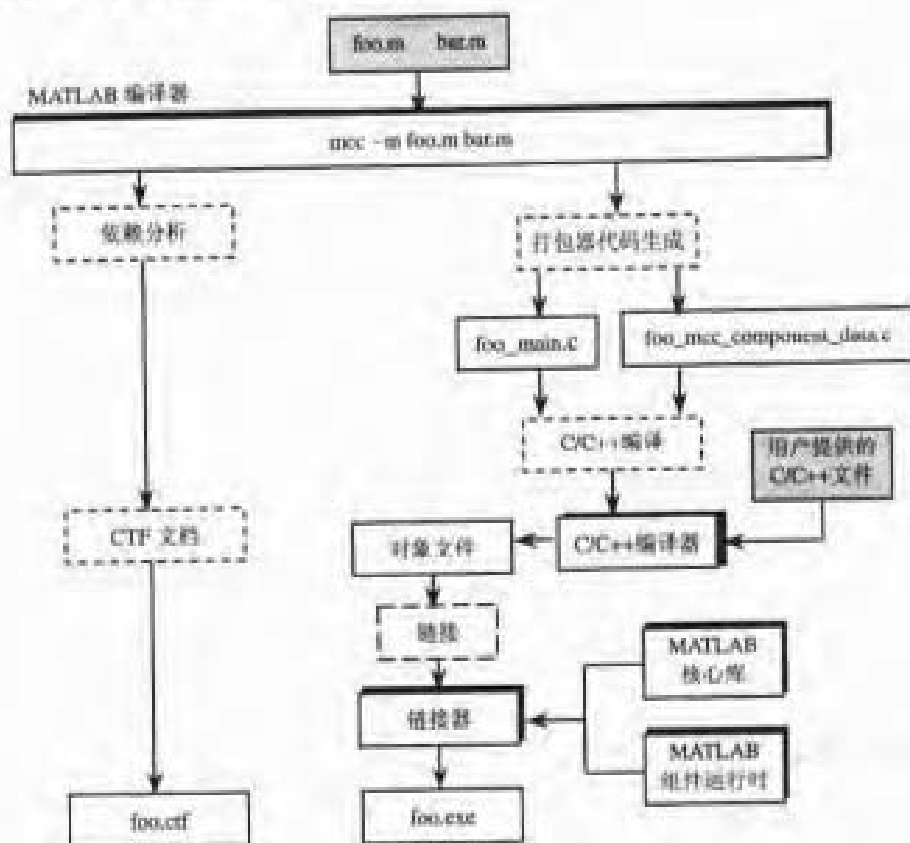 foo.m bar.m
MATLAB 编译器
mcc -m foo.m bar.m
依赖分析
打包器代码生成
foo_main.c
foo_mcc_component_data.c
C/C++编译
用户提供的
C/C++文件
CTF 文档
对象文件
C/C++编译器
链接
MATLAB
核心库
链接器
MATLAB
组件运行时
foo.ctf
foo.exe